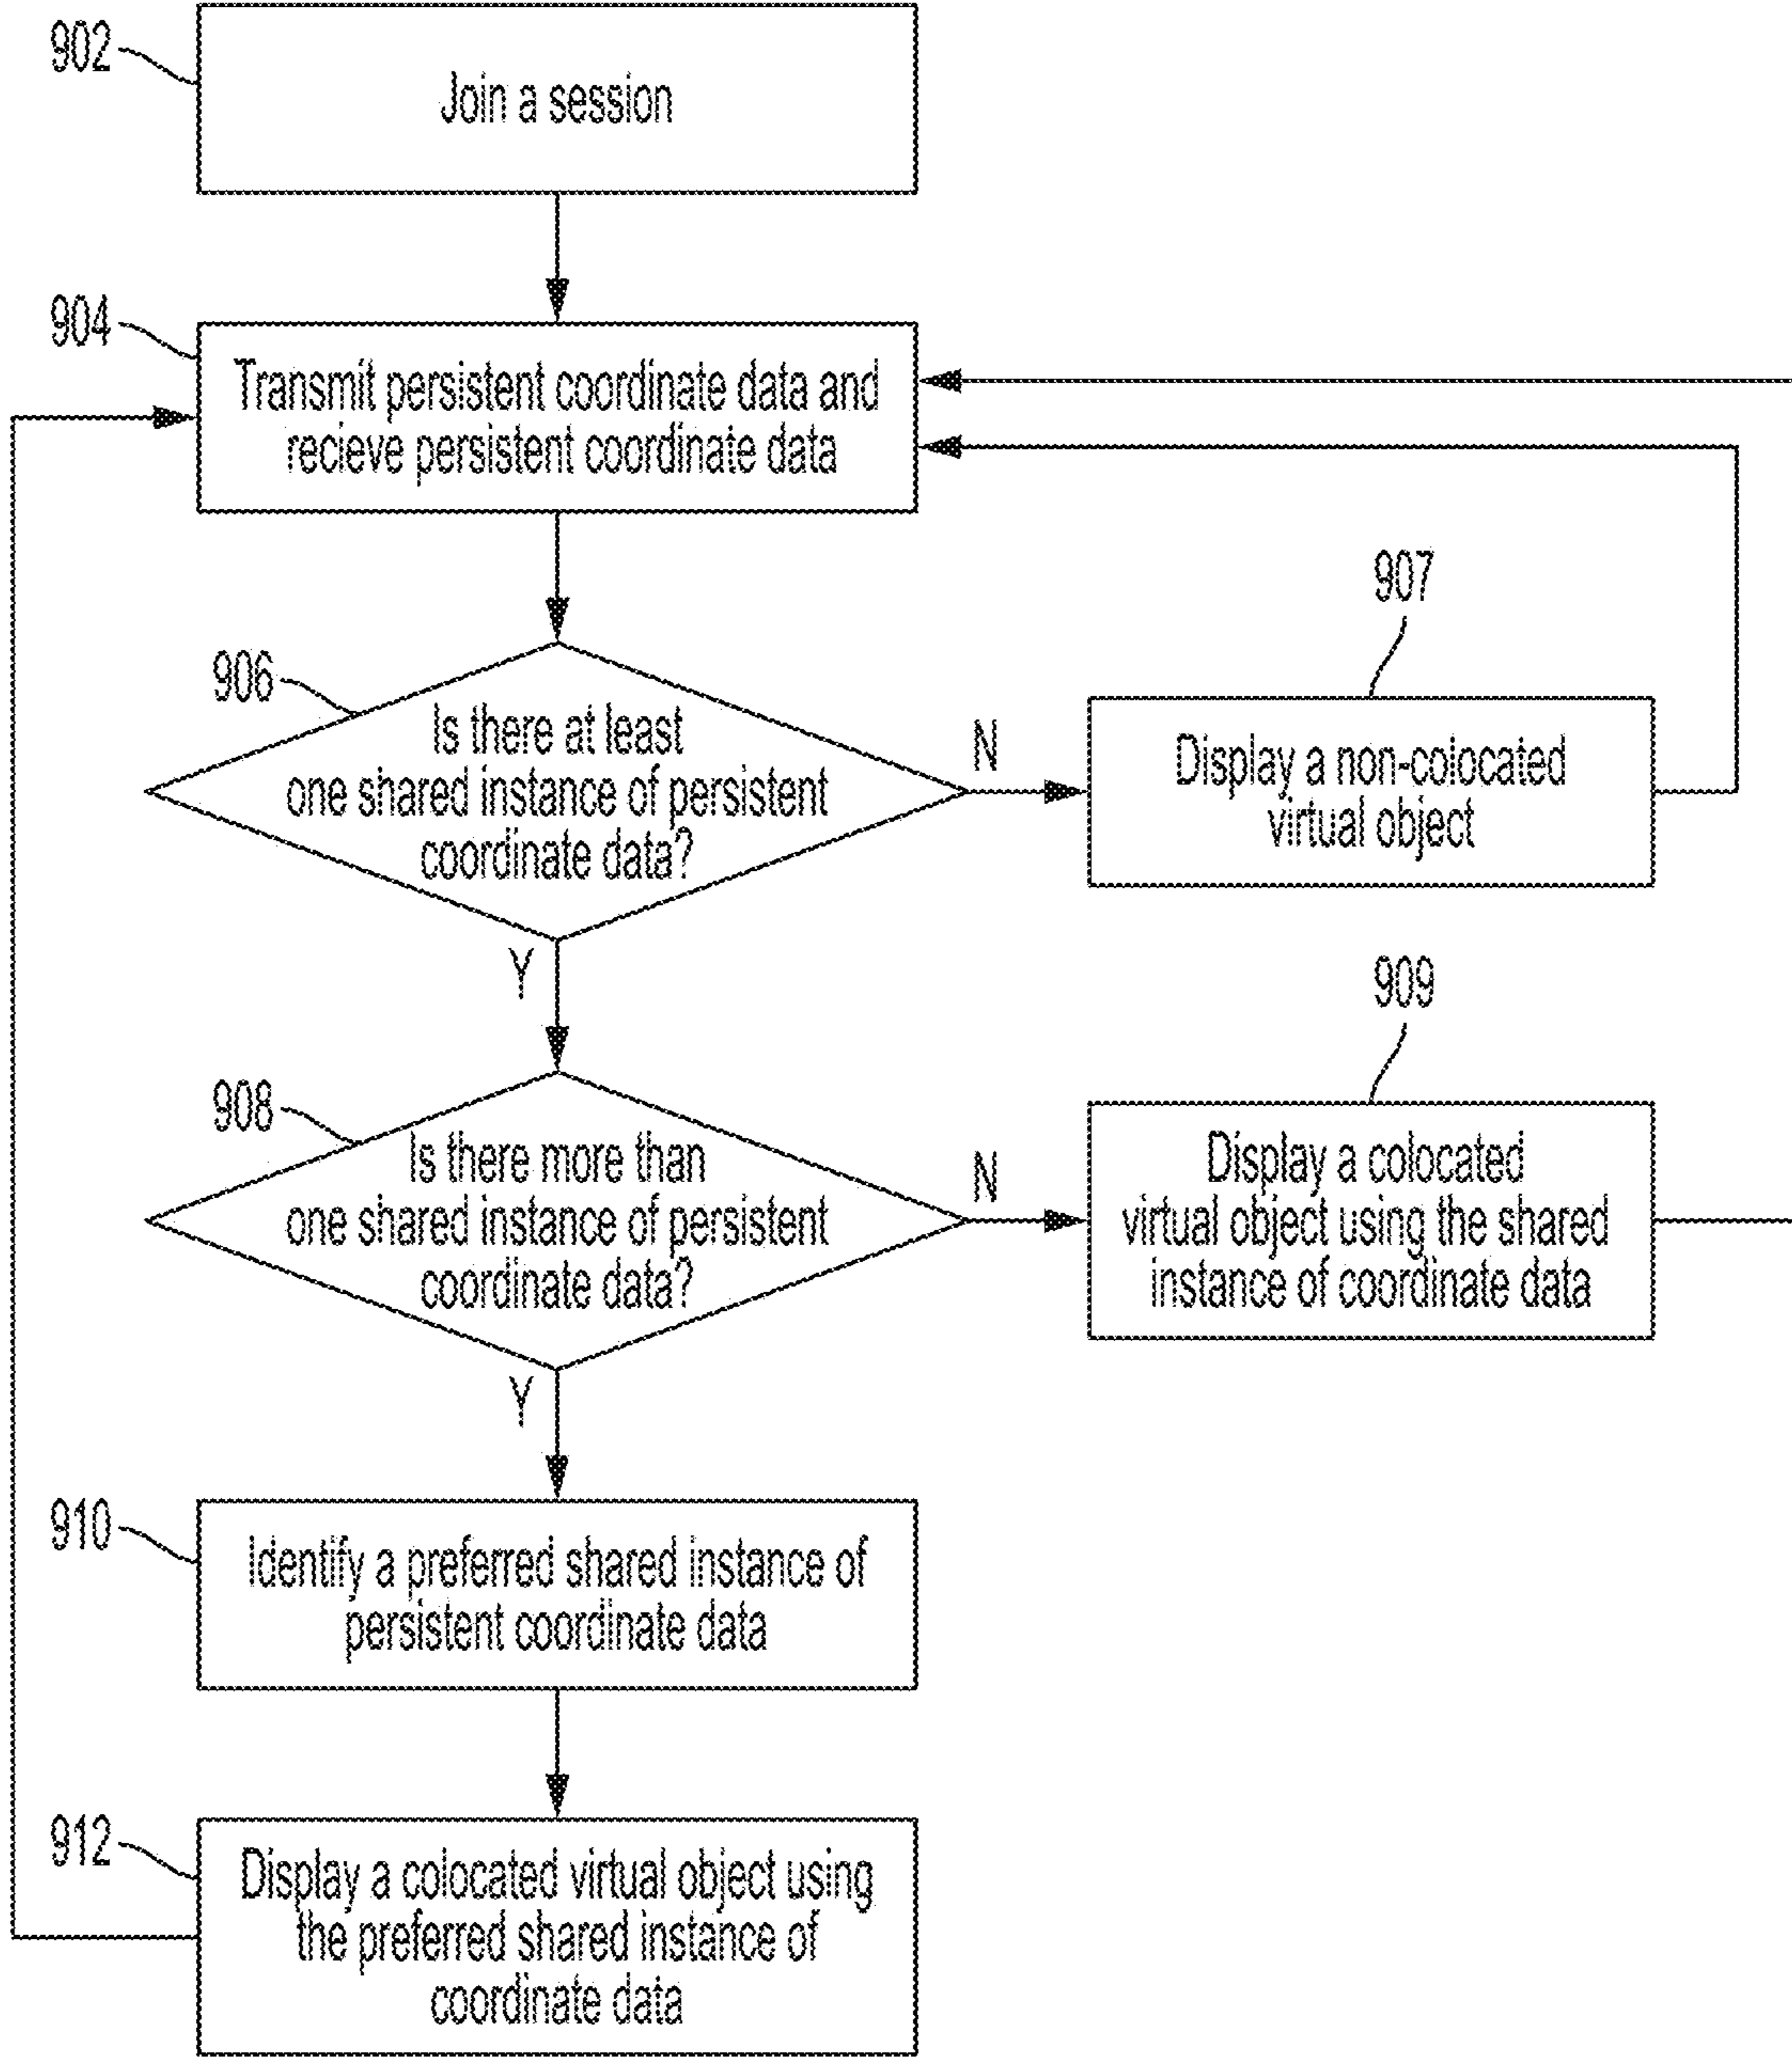 902
Join a session
904
Transmit persistent coordinate data and
recieve persistent coordinate data
906
Is there at least
one shared instance of persistent
coordinate data?
N
907
Display a non-colocated
virtual object
Y
908
Is there more than
one shared instance of persistent
coordinate data?
N
909
Display a colocated
virtual object using the shared
instance of coordinate data
Y
910
Identify a preferred shared instance of
persistent coordinate data
912
Display a colocated virtual object using
the preferred shared instance of
coordinate data